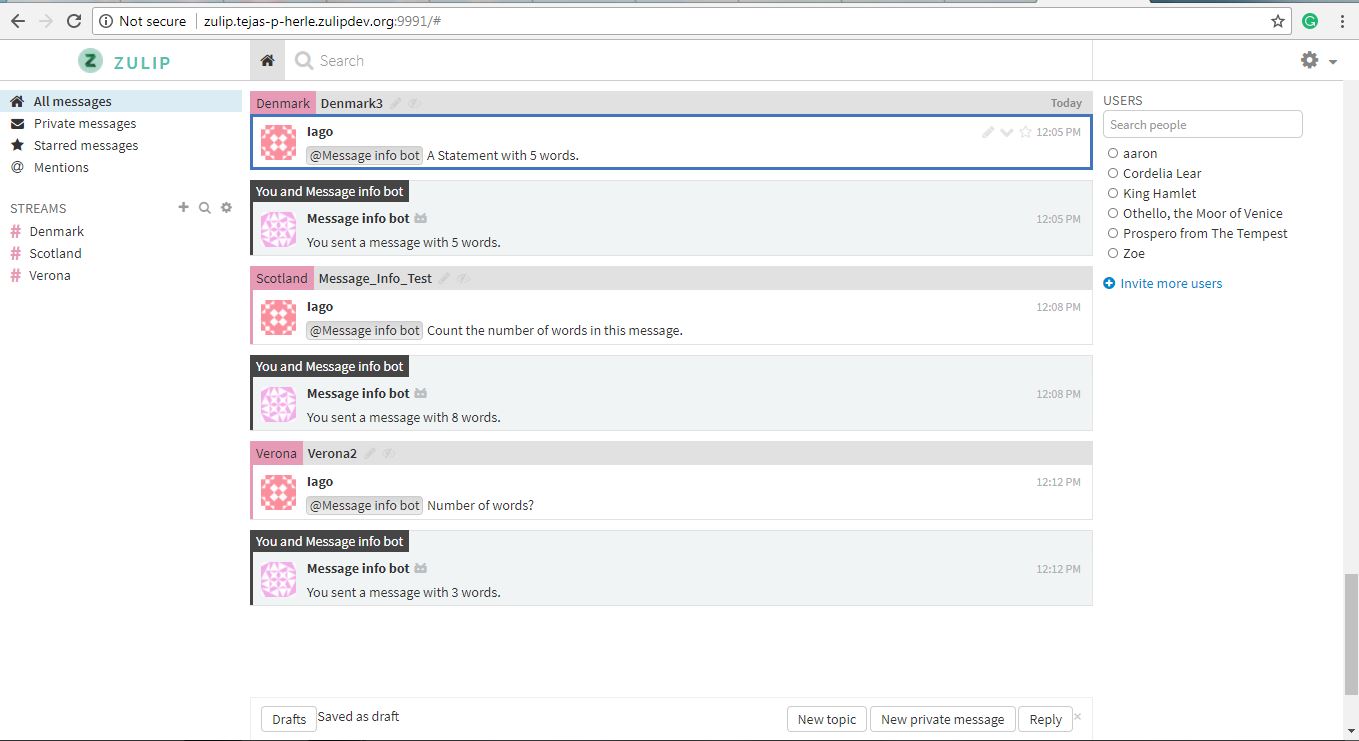 Not secure zulip.tejas-p-herle.zulipdev.org:9991/#
ZULIP
Search
All messages
Private messages
Starred messages
@ Mentions
STREAMS
# Denmark
# Scotland
# Verona
Denmark Denmark3 Today
Iago 12:05 PM
@Message info bot A Statement with 5 words.
You and Message info bot
Message info bot 12:05 PM
You sent a message with 5 words.
Scotland Message_Info_Test
Iago 12:08 PM
@Message info bot Count the number of words in this message.
You and Message info bot
Message info bot 12:08 PM
You sent a message with 8 words.
Verona Verona2
Iago 12:12 PM
@Message info bot Number of words?
You and Message info bot
Message info bot 12:12 PM
You sent a message with 3 words.
Drafts Saved as draft New topic New private message Reply ×
USERS
Search people
aaron
Cordelia Lear
King Hamlet
Othello, the Moor of Venice
Prospero from The Tempest
Zoe
Invite more users